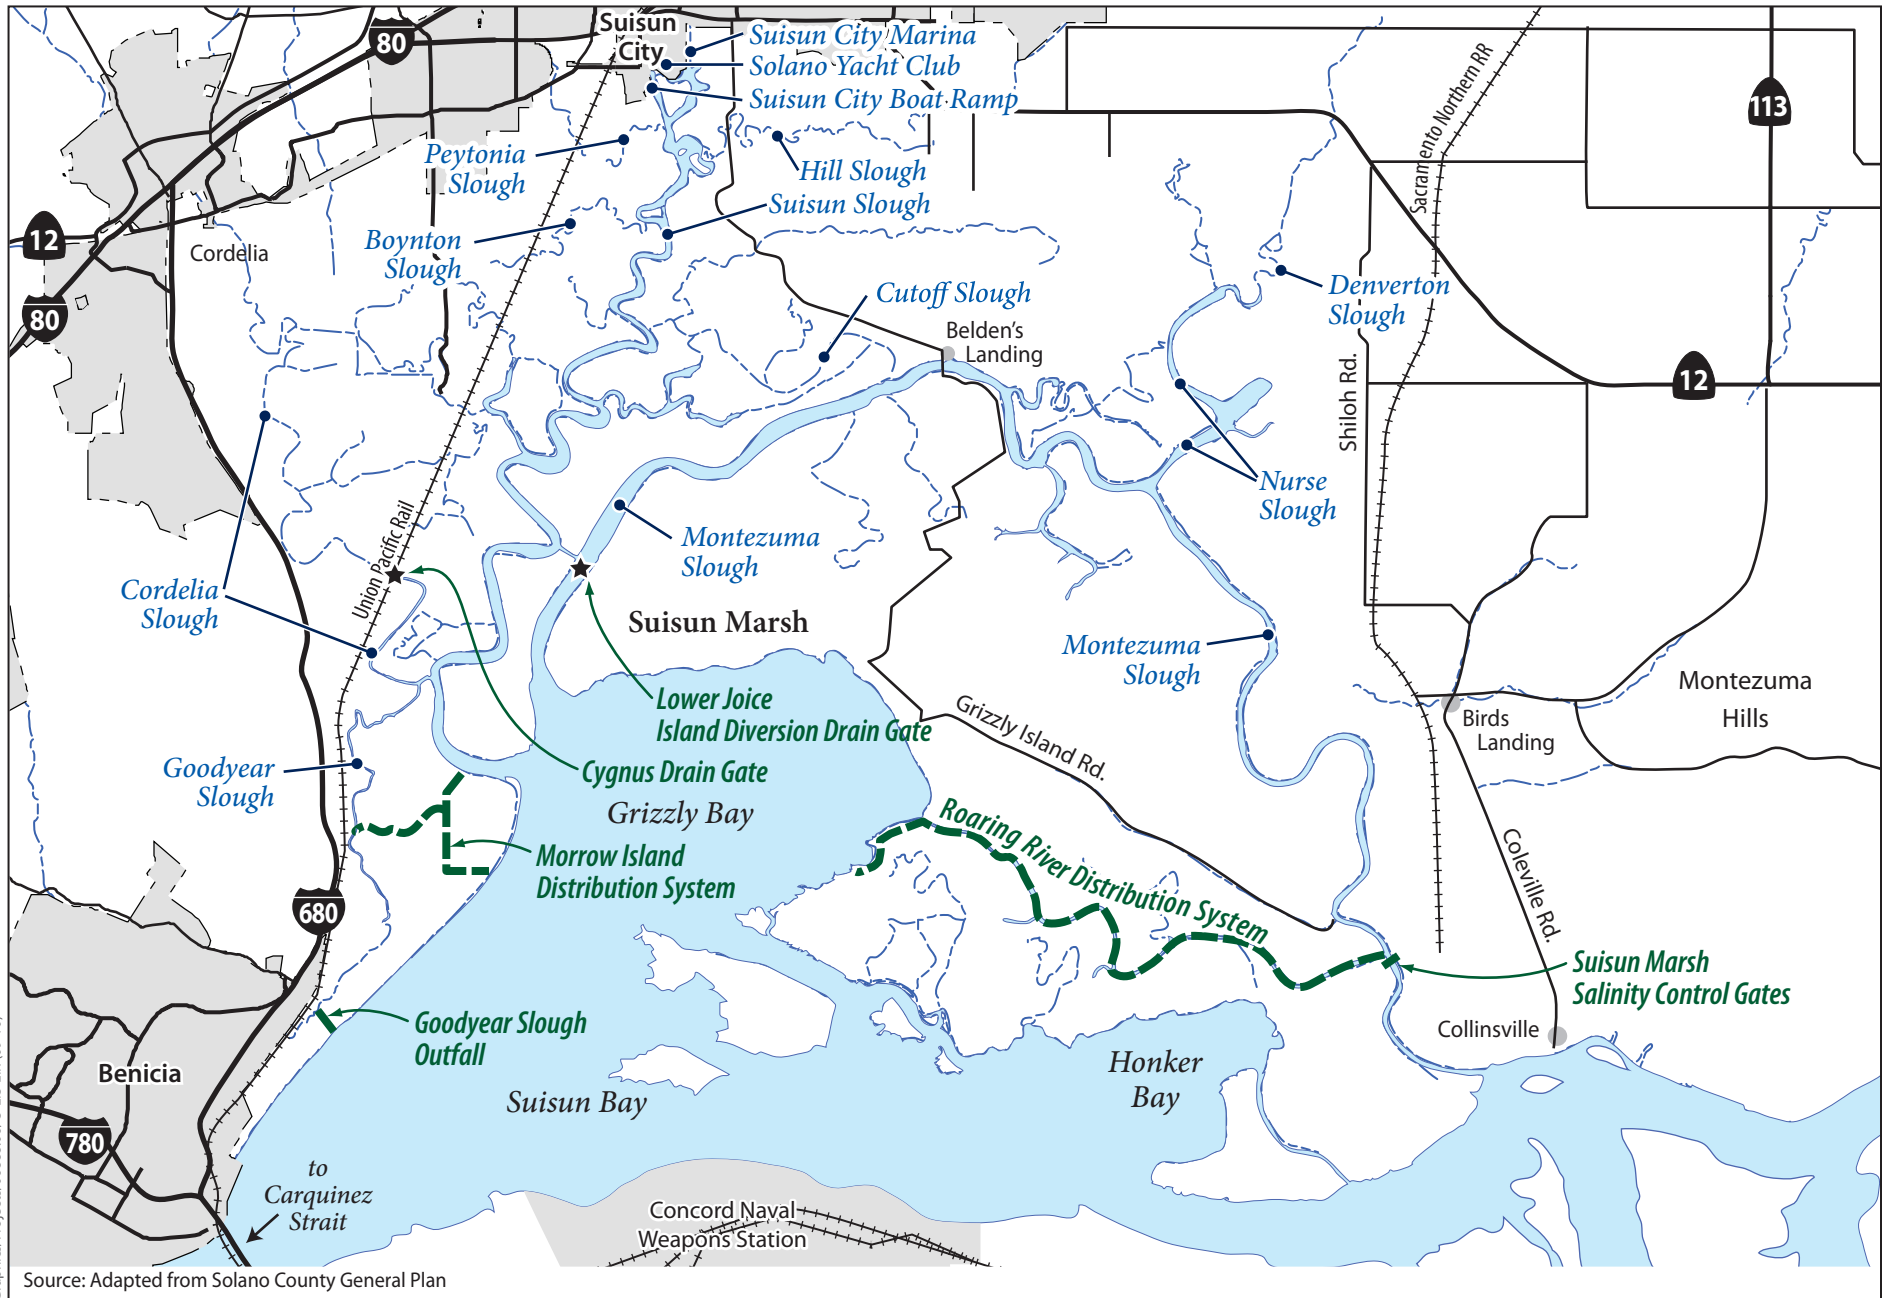 Suisun
City
Suisun City Marina
Solano Yacht Club
Suisun City Boat Ramp
80
113
Sacramento Northern RR
Peytonia
Slough
Hill Slough
Suisun Slough
12
Cordelia
Boynton
Slough
80
Cutoff Slough
Denverton
Slough
Belden's
Landing
Shiloh Rd.
12
Nurse
Slough
Union Pacific Rail
Montezuma
Slough
Cordelia
Slough
Suisun Marsh
Montezuma
Slough
Montezuma
Hills
Lower Joice
Island Diversion Drain Gate
Grizzly Island Rd.
Birds
Landing
Goodyear
Slough
Cygnus Drain Gate
Grizzly Bay
Roaring River Distribution System
Coleville Rd.
Morrow Island
Distribution System
680
Suisun Marsh
Salinity Control Gates
Goodyear Slough
Outfall
Collinsville
Benicia
Honker
Bay
Suisun Bay
780
to
Carquinez
Strait
Concord Naval
Weapons Station
Source: Adapted from Solano County General Plan